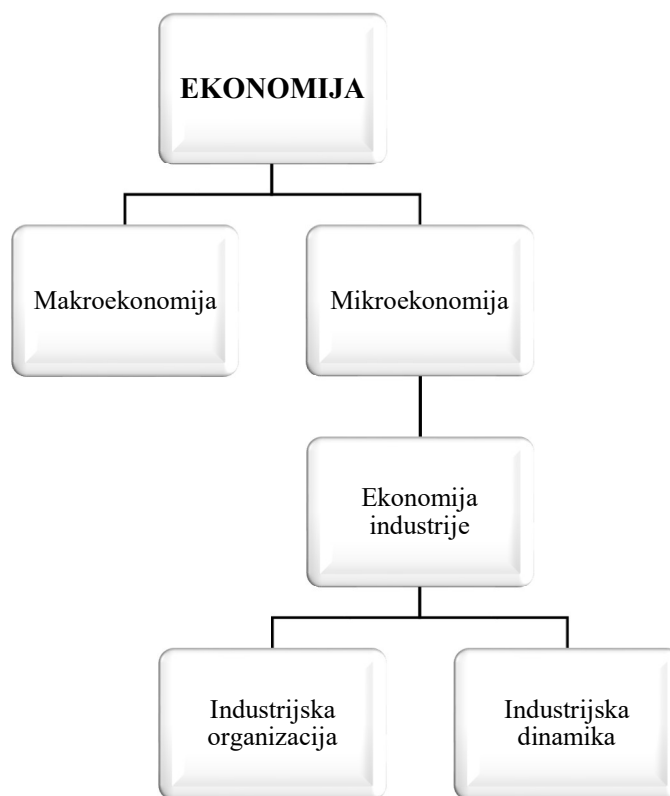 EKONOMIJA
Makroekonomija
Mikroekonomija
Ekonomija
industrije
Industrijska
organizacija
Industrijska
dinamika